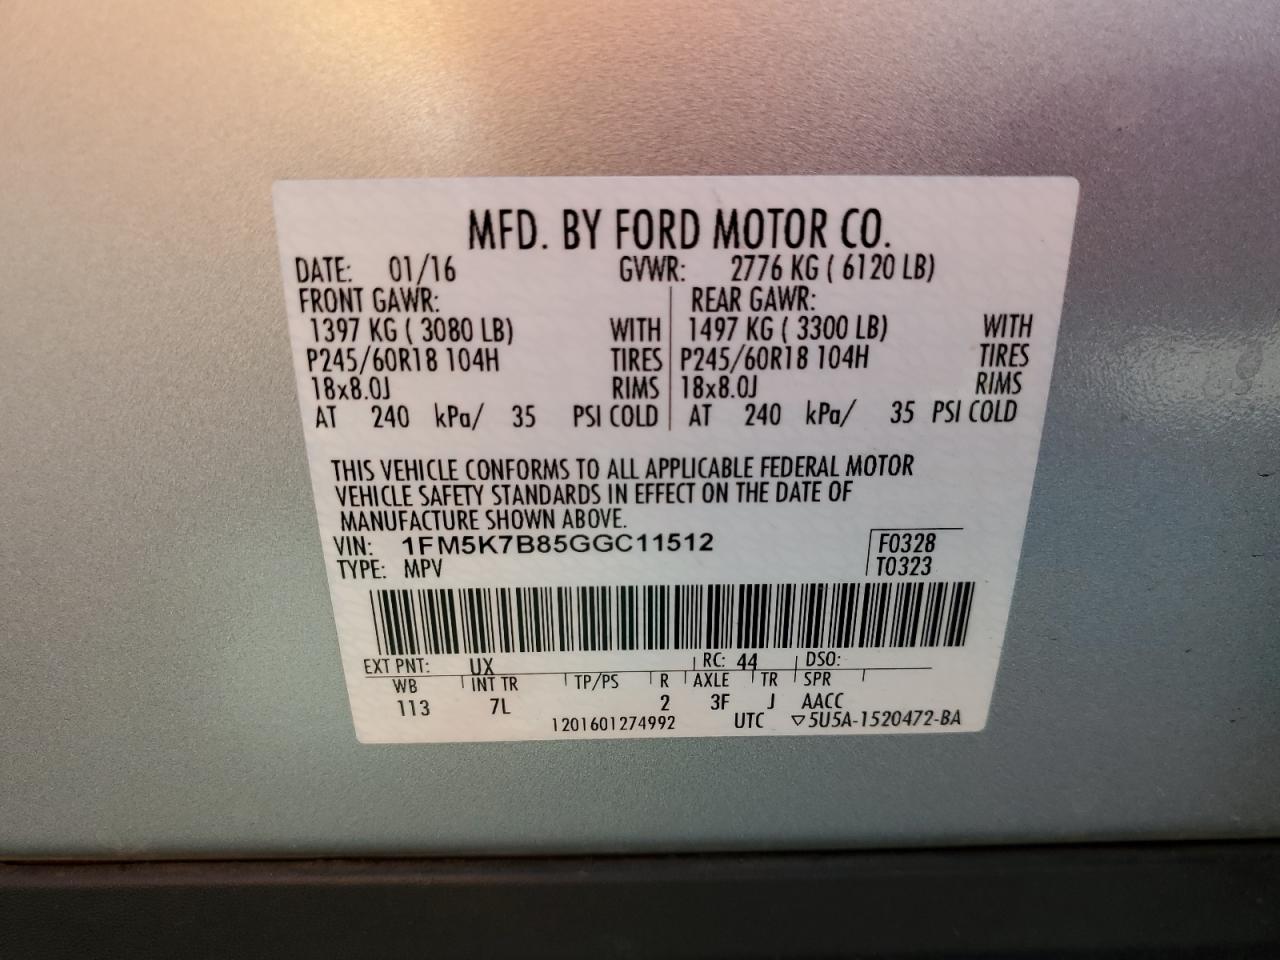 MFD. BY FORD MOTOR CO.
DATE: 01/16 GVWR: 2776 KG ( 6120 LB)
FRONT GAWR: REAR GAWR:
1397 KG ( 3080 LB) WITH 1497 KG ( 3300 LB) WITH
P245/60R18 104H TIRES P245/60R18 104H TIRES
18x8.0J RIMS 18x8.0J RIMS
AT 240 kPa/ 35 PSI COLD AT 240 kPa/ 35 PSI COLD
THIS VEHICLE CONFORMS TO ALL APPLICABLE FEDERAL MOTOR
VEHICLE SAFETY STANDARDS IN EFFECT ON THE DATE OF
MANUFACTURE SHOWN ABOVE.
VIN: 1FM5K7B85GGC11512 F0328
TYPE: MPV T0323
EXT PNT: UX RC: 44 DSO:
WB INT TR TP/PS R AXLE TR SPR
113 7L 2 3F J AACC
1201601274992 UTC ▽5U5A-1520472-BA